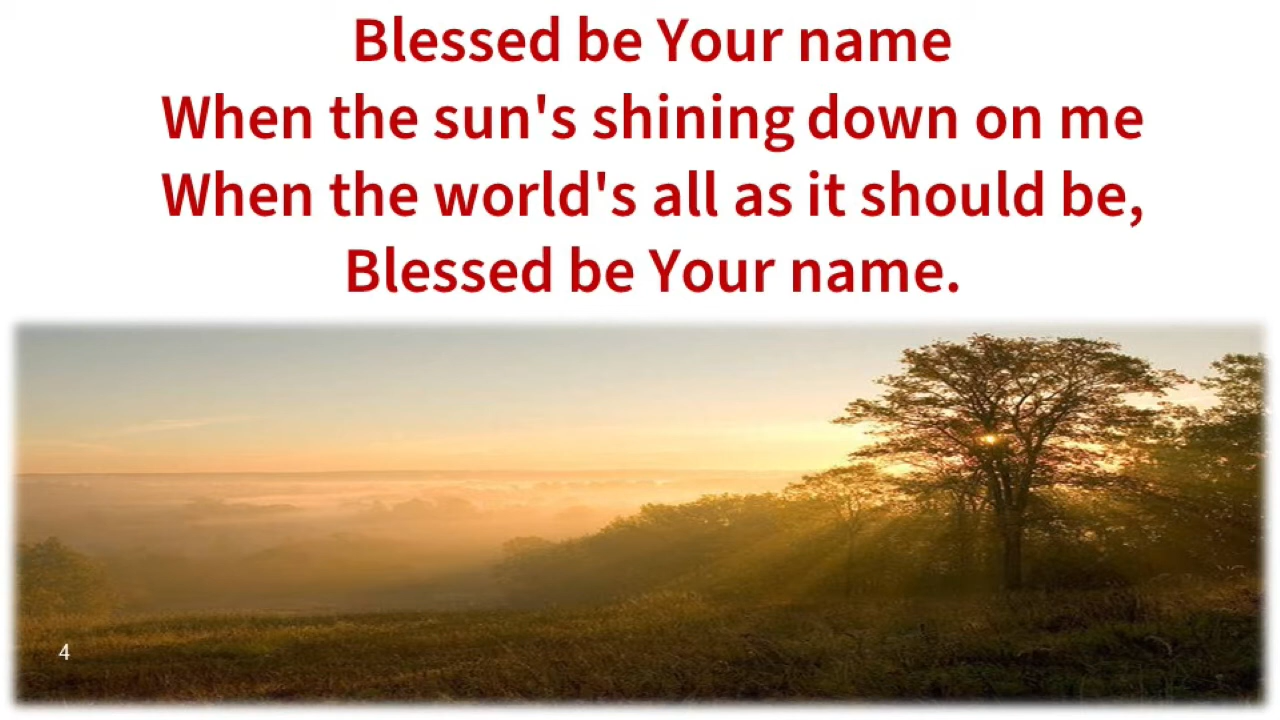 Blessed be Your name
When the sun's shining down on me
When the world's all as it should be,
Blessed be Your name.
4